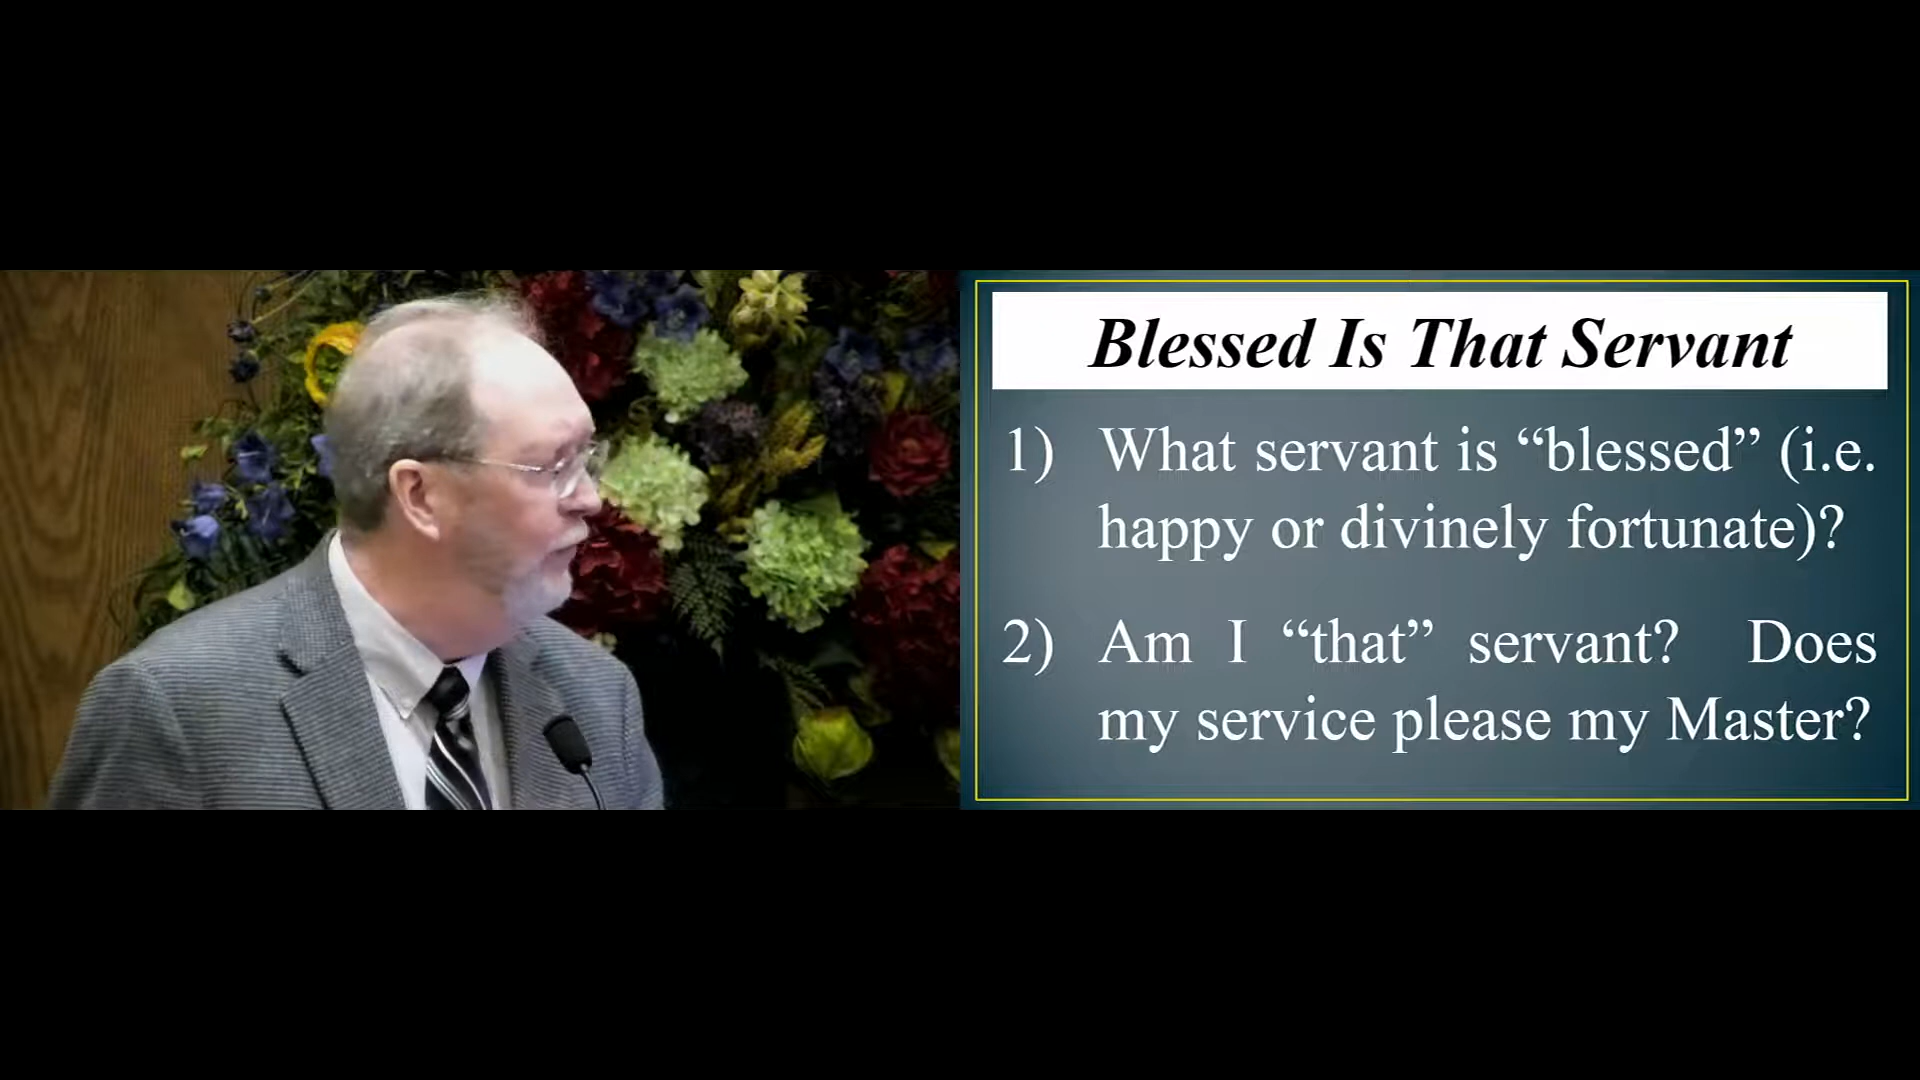 Blessed Is That Servant
1) What servant is “blessed” (i.e.
happy or divinely fortunate)?
2) Am I “that” servant? Does
my service please my Master?